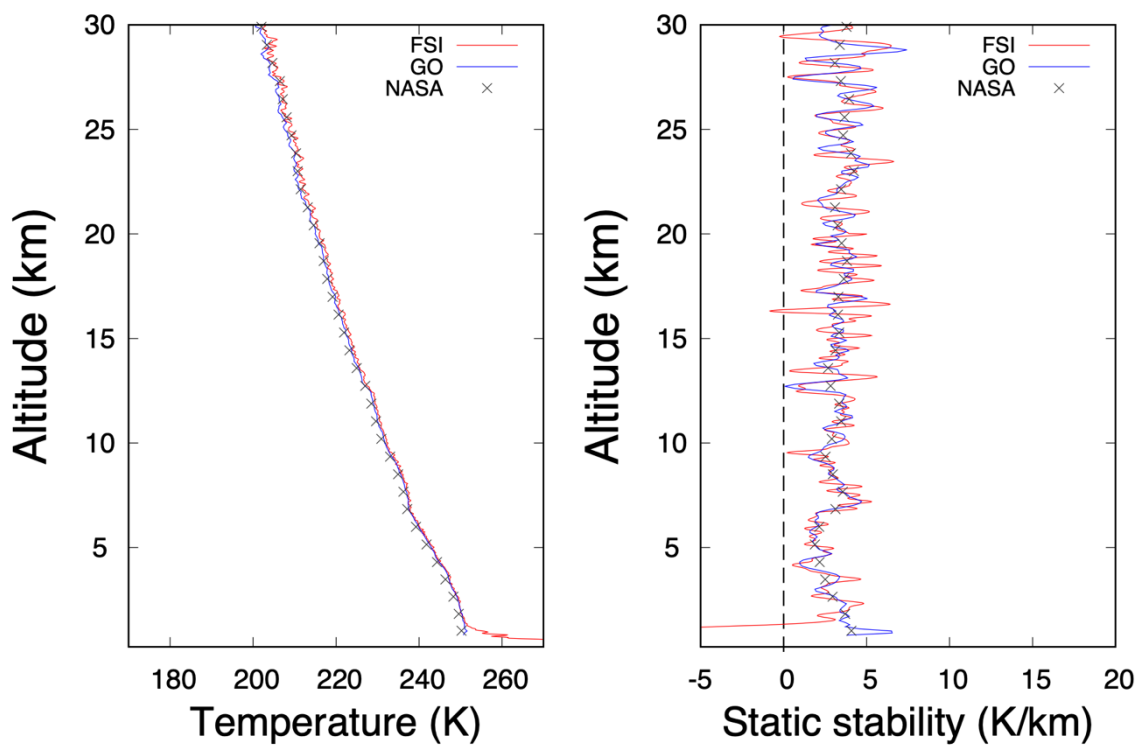 30
25
20
15
10
5
Altitude (km)
FSI
GO
NASA
180 200 220 240 260
Temperature (K)
30
25
20
15
10
5
Altitude (km)
FSI
GO
NASA
-5 0 5 10 15 20
Static stability (K/km)